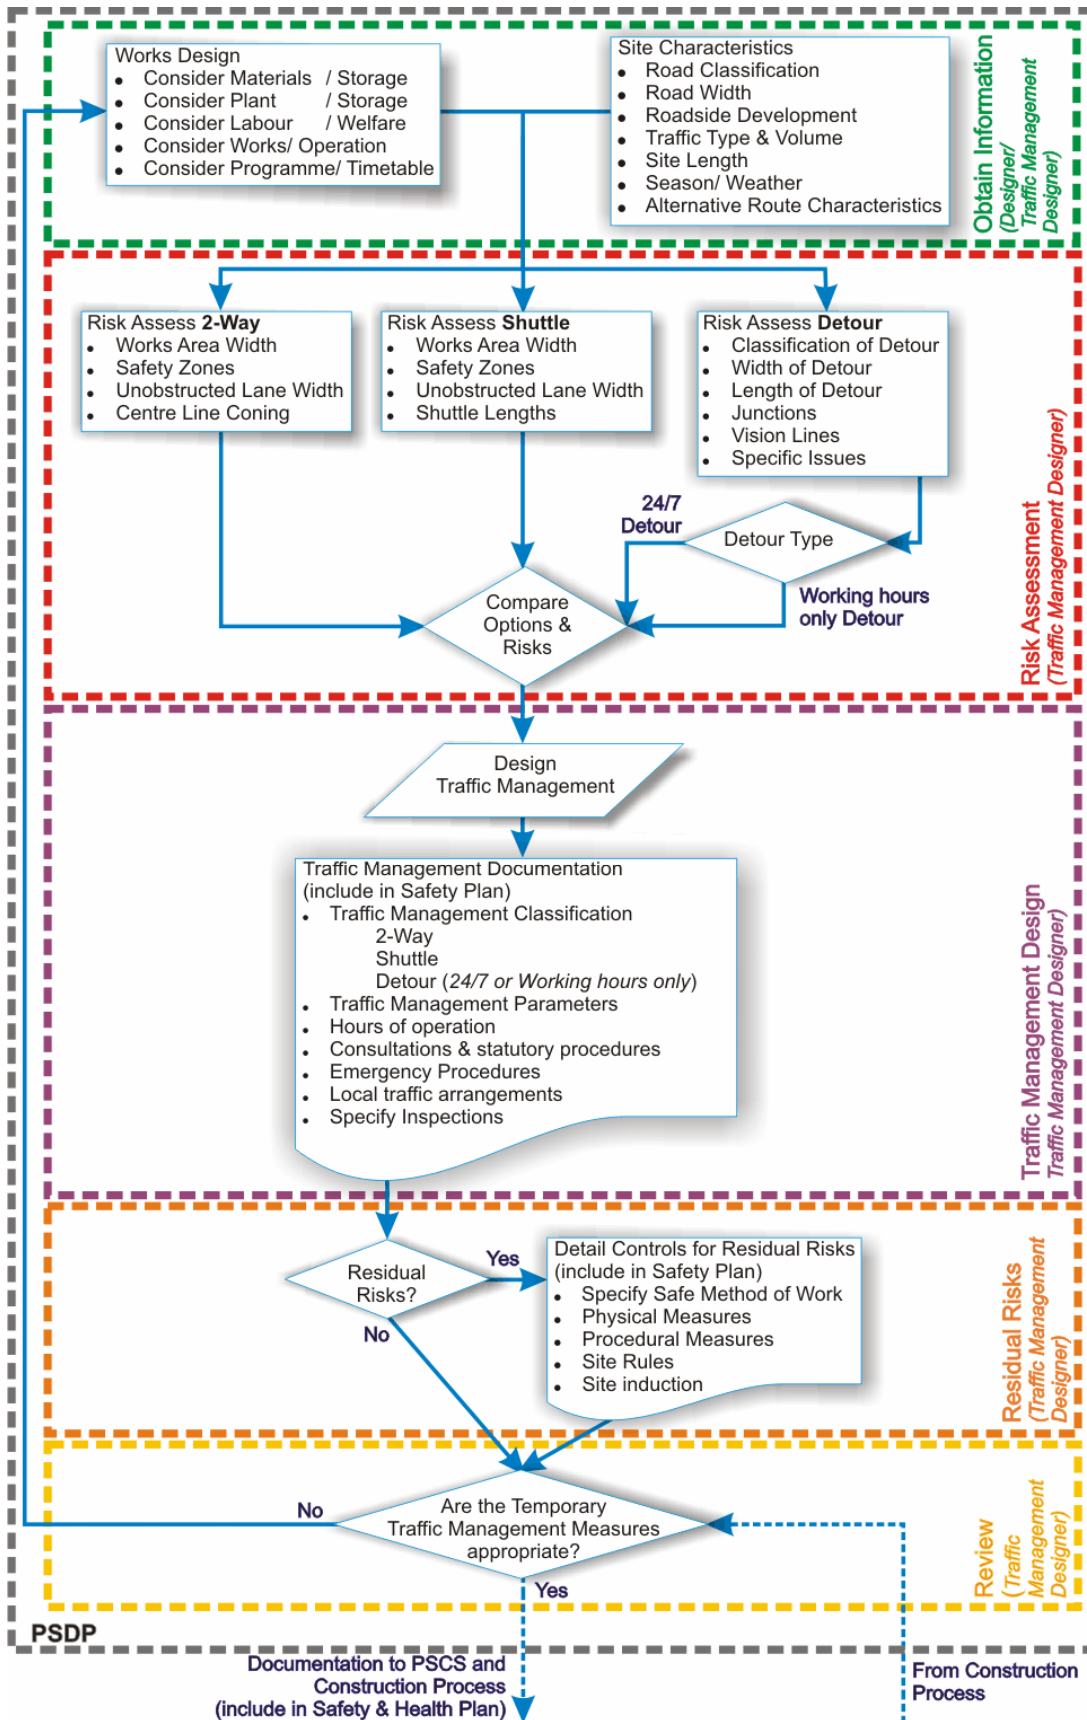 Works Design
• Consider Materials / Storage
• Consider Plant / Storage
• Consider Labour / Welfare
• Consider Works/ Operation
• Consider Programme/ Timetable
Site Characteristics
• Road Classification
• Road Width
• Roadside Development
• Traffic Type & Volume
• Site Length
• Season/ Weather
• Alternative Route Characteristics
Obtain Information
(Designer/
Traffic Management
Designer)
Risk Assess 2-Way
• Works Area Width
• Safety Zones
• Unobstructed Lane Width
• Centre Line Coning
Risk Assess Shuttle
• Works Area Width
• Safety Zones
• Unobstructed Lane Width
• Shuttle Lengths
Risk Assess Detour
• Classification of Detour
• Width of Detour
• Length of Detour
• Junctions
• Vision Lines
• Specific Issues
24/7
Detour
Detour Type
Working hours
only Detour
Compare
Options &
Risks
Risk Assessment
(Traffic Management Designer)
Design
Traffic Management
Traffic Management Documentation
(include in Safety Plan)
• Traffic Management Classification
2-Way
Shuttle
Detour (24/7 or Working hours only)
• Traffic Management Parameters
• Hours of operation
• Consultations & statutory procedures
• Emergency Procedures
• Local traffic arrangements
• Specify Inspections
Traffic Management Design
Traffic Management Designer)
Residual
Risks?
Yes
No
Detail Controls for Residual Risks
(include in Safety Plan)
• Specify Safe Method of Work
• Physical Measures
• Procedural Measures
• Site Rules
• Site induction
Residual Risks
(Traffic Management
Designer)
No
Are the Temporary
Traffic Management Measures
appropriate?
Yes
Review
(Traffic
Management
Designer)
PSDP
Documentation to PSCS and
Construction Process
(include in Safety & Health Plan)
From Construction
Process